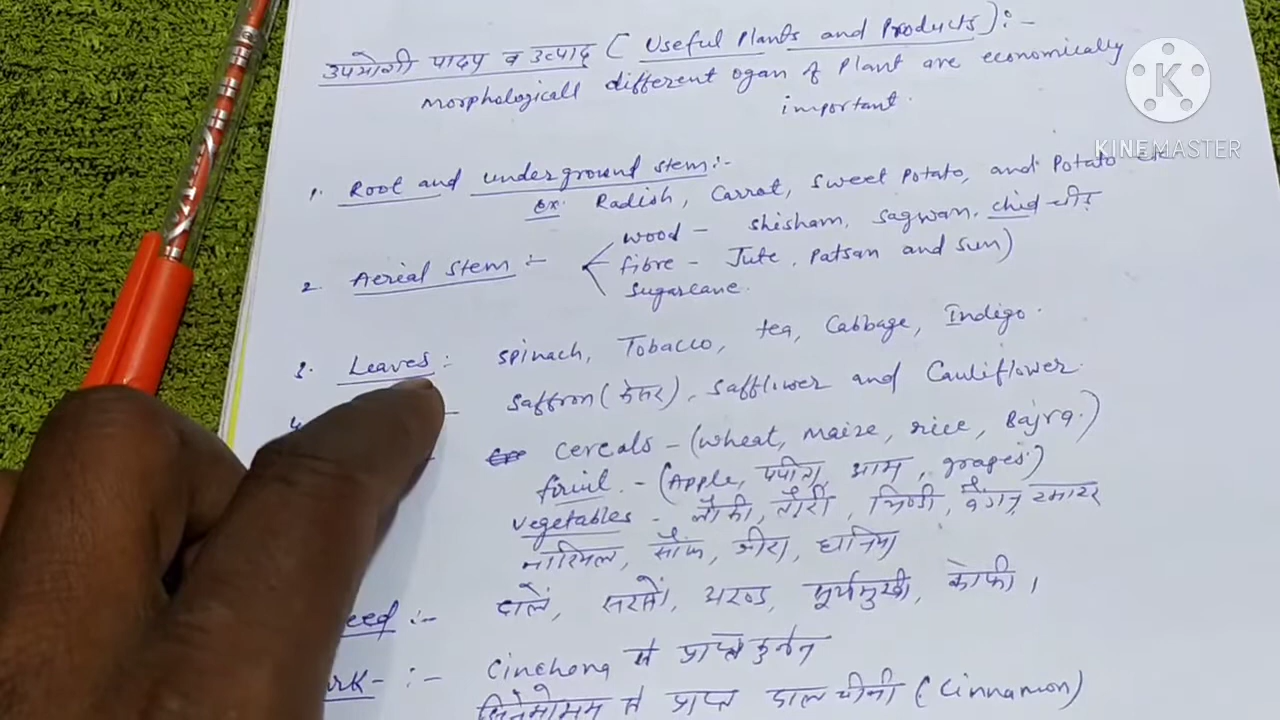 उपयोगी पादप व उत्पाद ( Useful Plants and Products ) :-
morphologicall different ogan of Plant are economically
important.
K
KINEMASTER
1. Root and underground stem :-
ex. Radish, Carrot, Sweet Potato, and Potato etc
2. Aerial stem :-
wood - shisham, sagwan, chid चीड़
fibre - Jute, Patsan and sun)
sugarcane.
3. Leaves :- spinach, Tobacco, tea, Cabbage, Indigo.
4. - saffron (केसर), safflower and Cauliflower.
cereals - (wheat, maize, rice, Bajra)
fruit - (Apple, पपीता, आम, grapes)
vegetables - लौकी, तौरी, भिण्डी, बैंगन, टमाटर
नारियल, सौंफ, जीरा, धनिया
eed :- दालें, सरसों, अरण्ड, सूर्यमुखी, कॉफी।
rk :- Cinchona से प्राप्त कुनैन
सिनेमोमम से प्राप्त दालचीनी (Cinnamon)